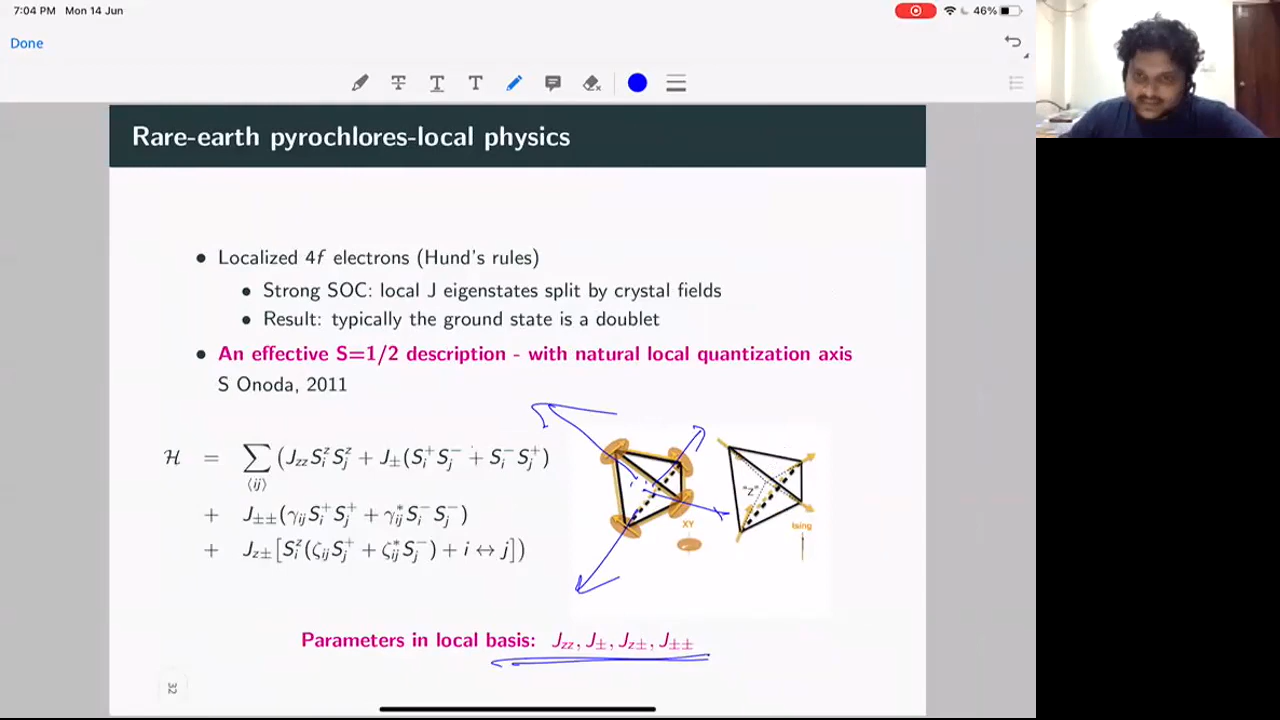 7:04 PM Mon 14 Jun
46%
Done
T T T
Rare-earth pyrochlores-local physics
• Localized 4f electrons (Hund's rules)
• Strong SOC: local J eigenstates split by crystal fields
• Result: typically the ground state is a doublet
• An effective S=1/2 description - with natural local quantization axis
S Onoda, 2011
ℋ = ∑⟨ij⟩ (J_zz S_i^z S_j^z + J_± (S_i^+ S_j^- + S_i^- S_j^+)
+ J_±± (γ_ij S_i^+ S_j^+ + γ_ij^* S_i^- S_j^-)
+ J_z± [S_i^z (ζ_ij S_j^+ + ζ_ij^* S_j^-) + i ↔ j])
"z"
XY
Ising
Parameters in local basis: J_zz, J_±, J_z±, J_±±
32